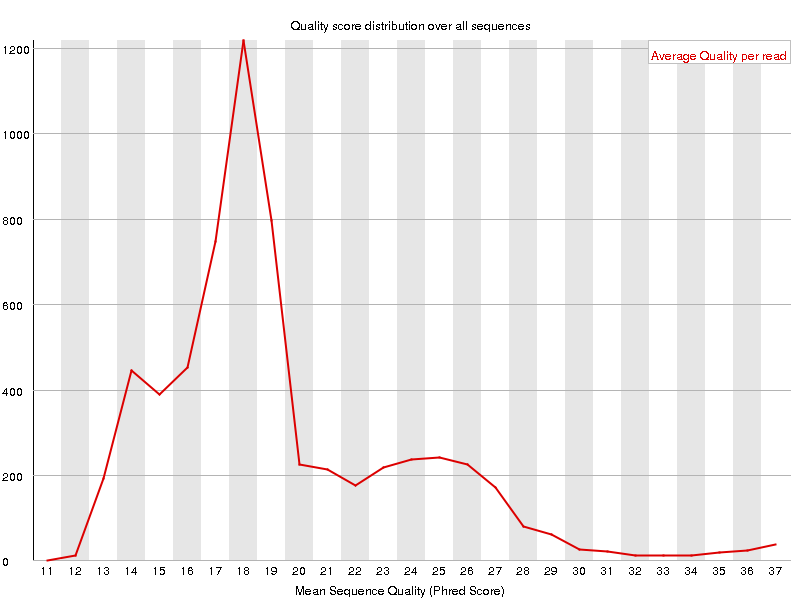 Quality score distribution over all sequences
Average Quality per read
1200
1000
800
600
400
200
0
11 12 13 14 15 16 17 18 19 20 21 22 23 24 25 26 27 28 29 30 31 32 33 34 35 36 37
Mean Sequence Quality (Phred Score)